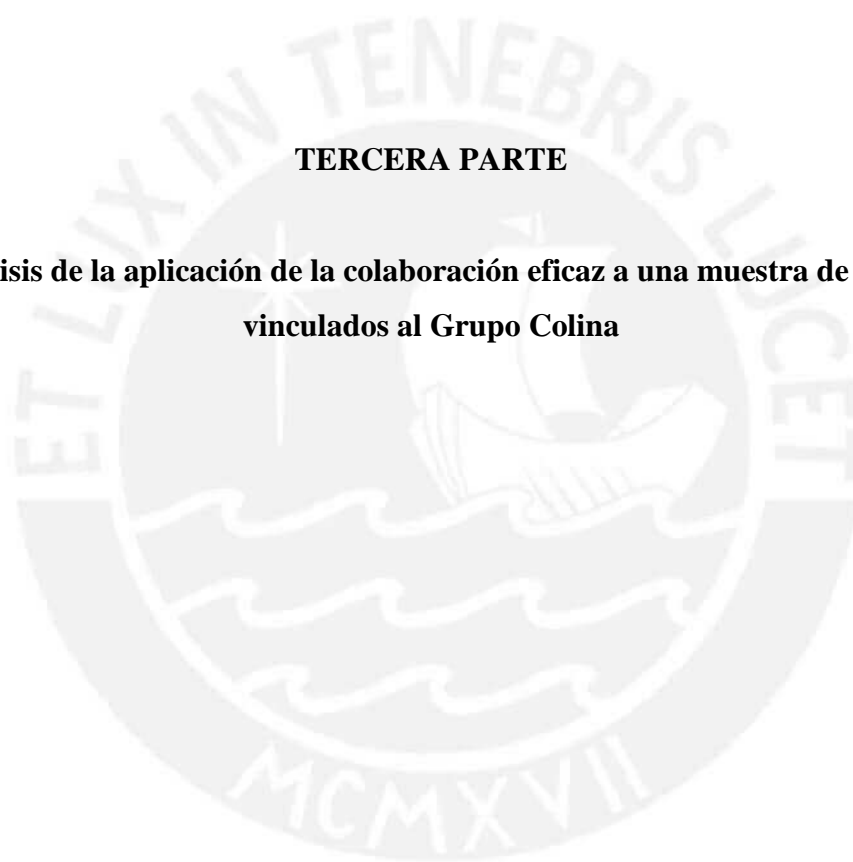 TERCERA PARTE
isis de la aplicación de la colaboración eficaz a una muestra de
vinculados al Grupo Colina
ET LUX IN TENEBRIS LUCET
MCMXVII